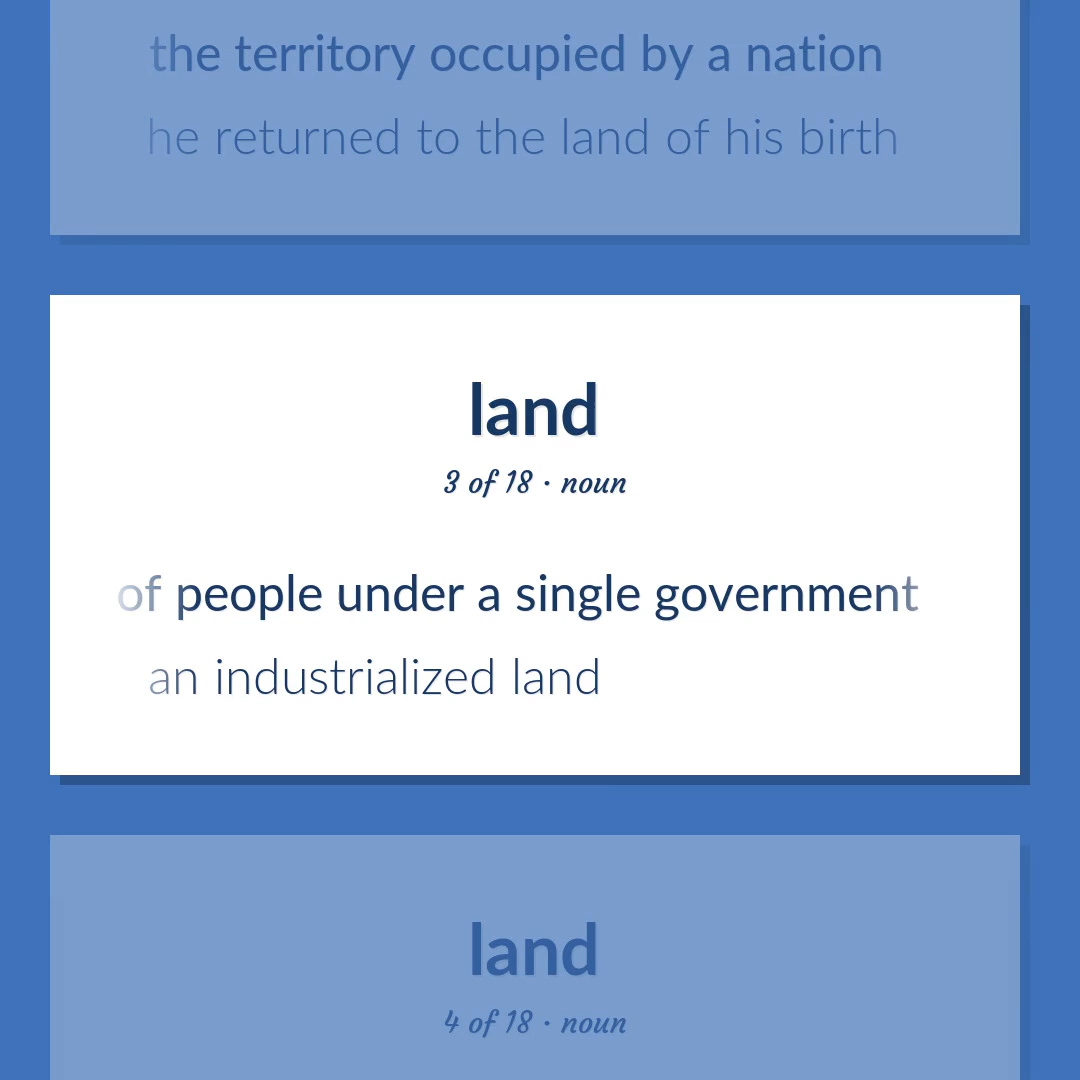 the territory occupied by a nation
he returned to the land of his birth
land
3 of 18 · noun
of people under a single government
an industrialized land
land
4 of 18 · noun